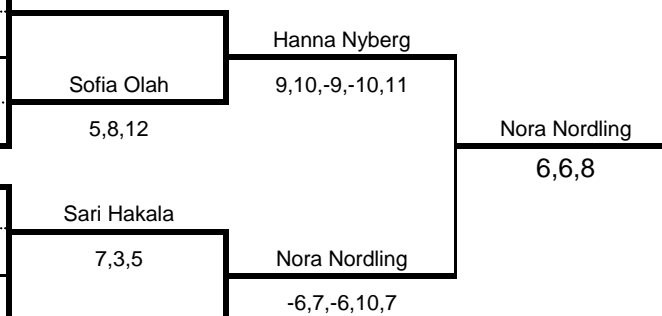 Hanna Nyberg
Sofia Olah
9,10,-9,-10,11
5,8,12
Nora Nordling
6,6,8
Sari Hakala
7,3,5
Nora Nordling
-6,7,-6,10,7